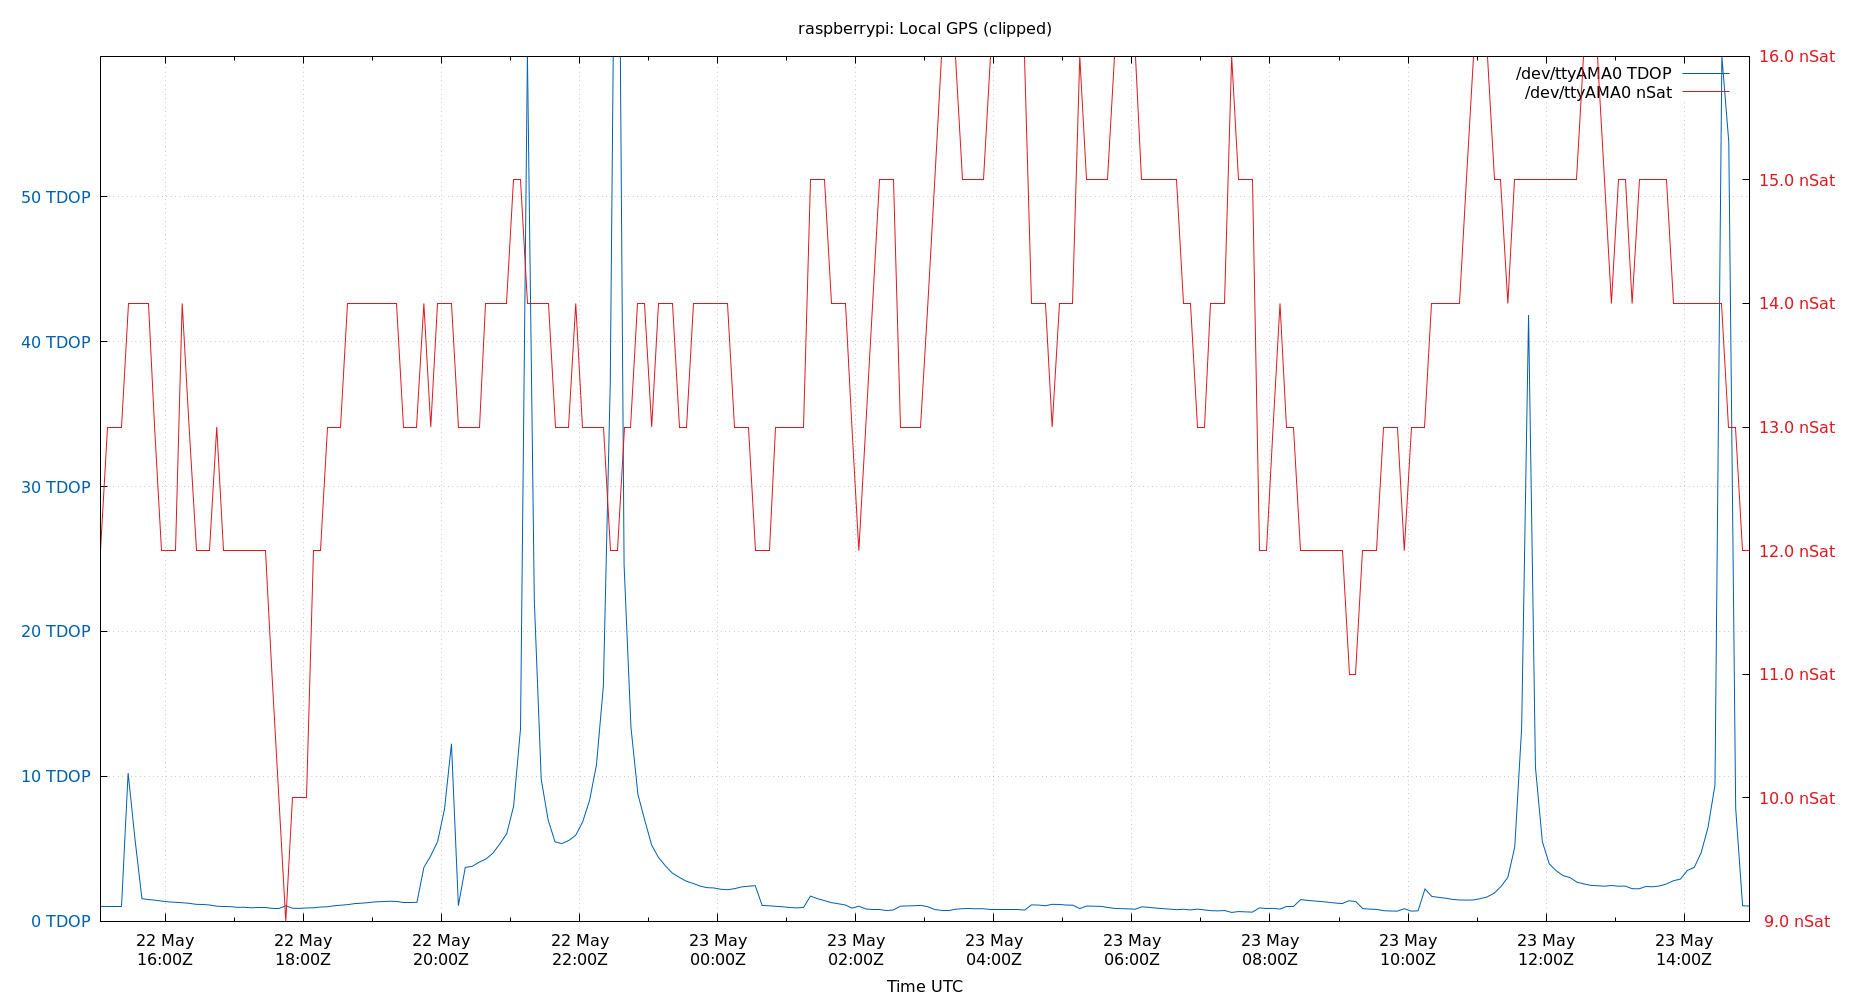 raspberrypi: Local GPS (clipped)
16.0 nSat
/dev/ttyAMA0 TDOP
/dev/ttyAMA0 nSat
15.0 nSat
50 TDOP
14.0 nSat
40 TDOP
13.0 nSat
30 TDOP
12.0 nSat
20 TDOP
11.0 nSat
10 TDOP
10.0 nSat
0 TDOP
9.0 nSat
22 May 22 May 22 May 22 May 23 May 23 May 23 May 23 May 23 May 23 May 23 May 23 May
16:00Z 18:00Z 20:00Z 22:00Z 00:00Z 02:00Z 04:00Z 06:00Z 08:00Z 10:00Z 12:00Z 14:00Z
Time UTC